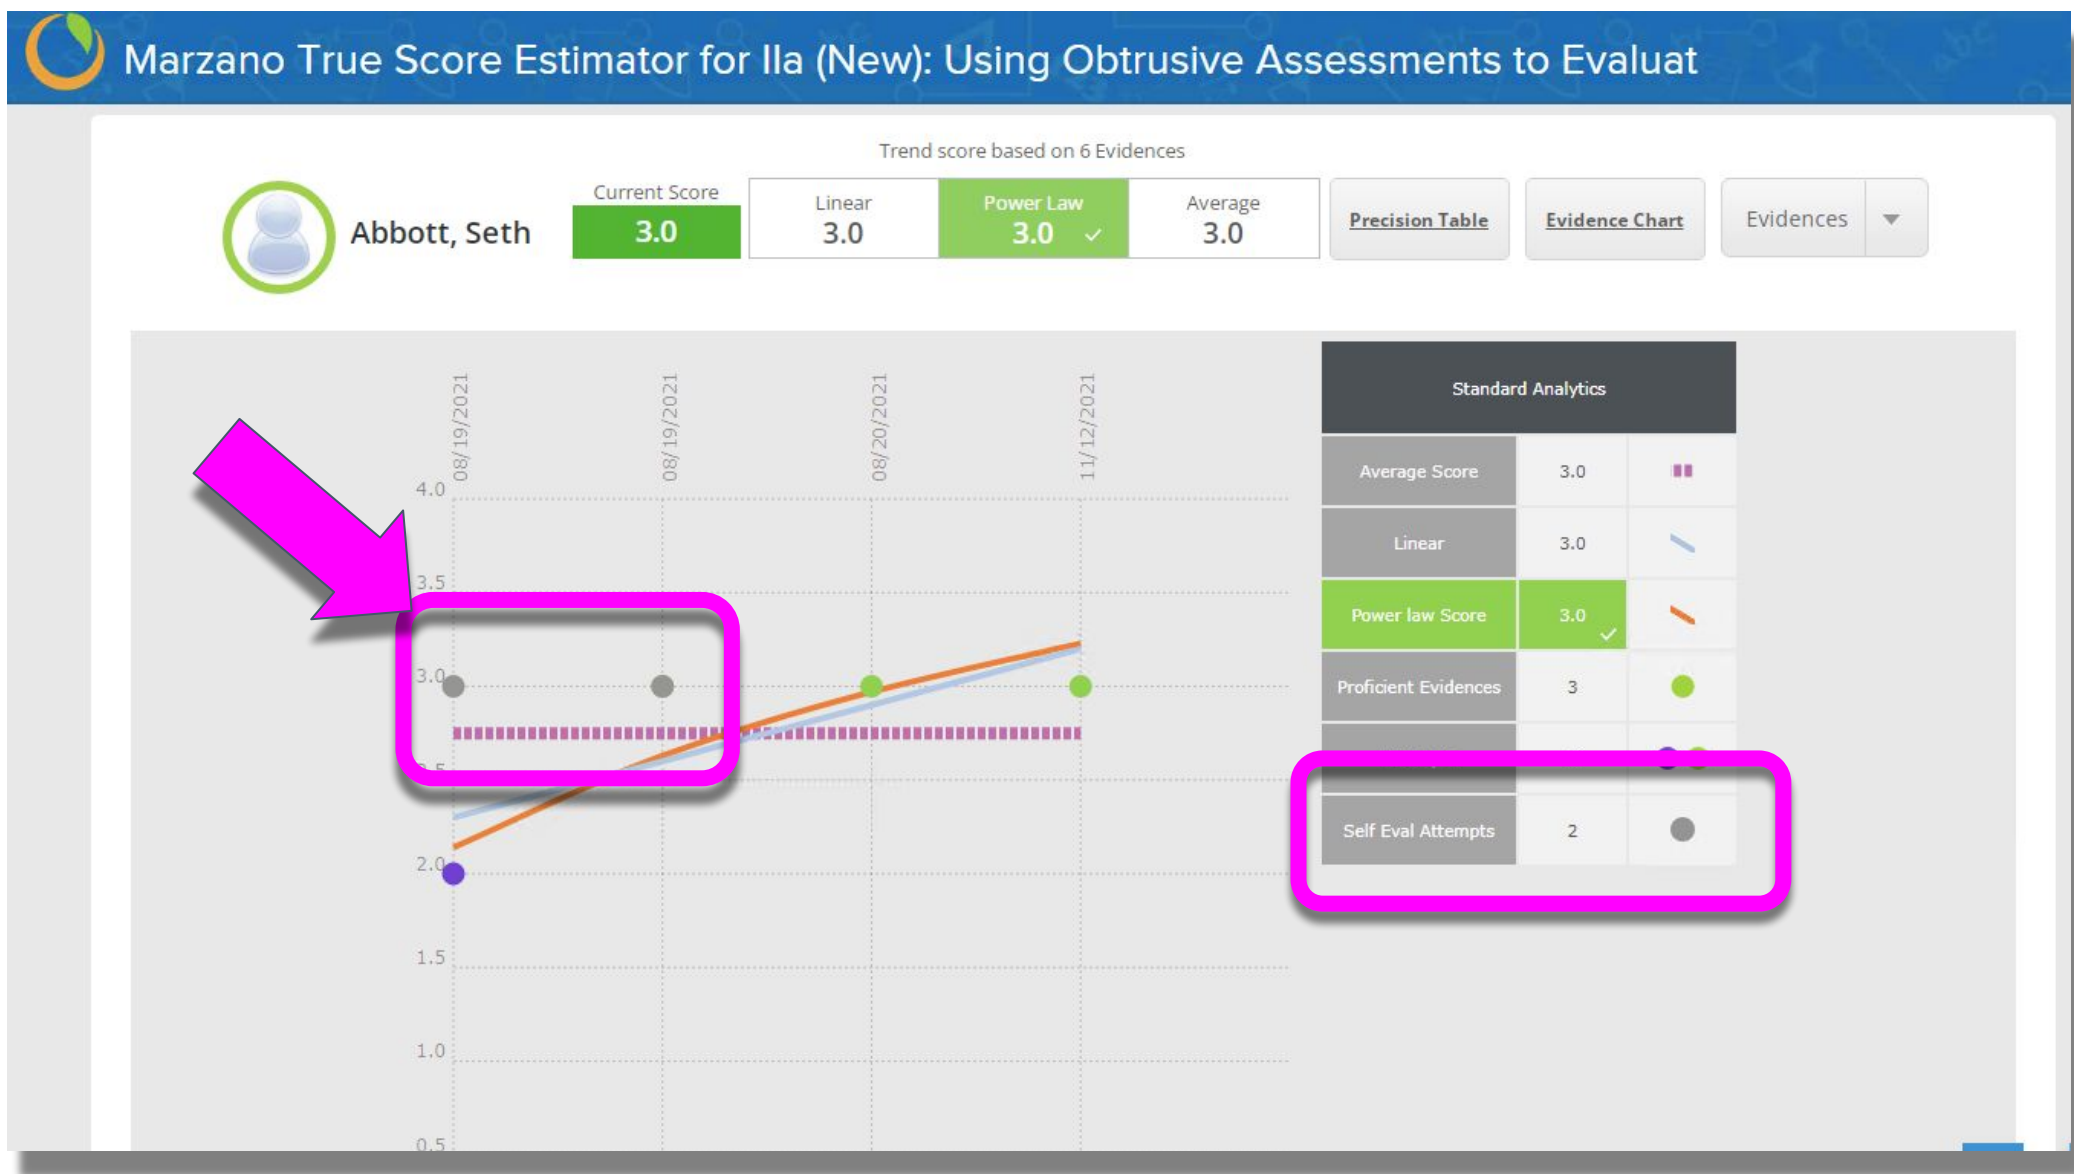 Marzano True Score Estimator for IIa (New): Using Obtrusive Assessments to Evaluat
Trend score based on 6 Evidences
Abbott, Seth
Current Score
3.0
Linear
3.0
Power Law
3.0
Average
3.0
Precision Table
Evidence Chart
Evidences
08/19/2021
08/19/2021
08/20/2021
11/12/2021
4.0
3.5
3.0
2.0
1.5
1.0
0.5
Standard Analytics
Average Score 3.0
Linear 3.0
Power law Score 3.0
Proficient Evidences 3
Self Eval Attempts 2